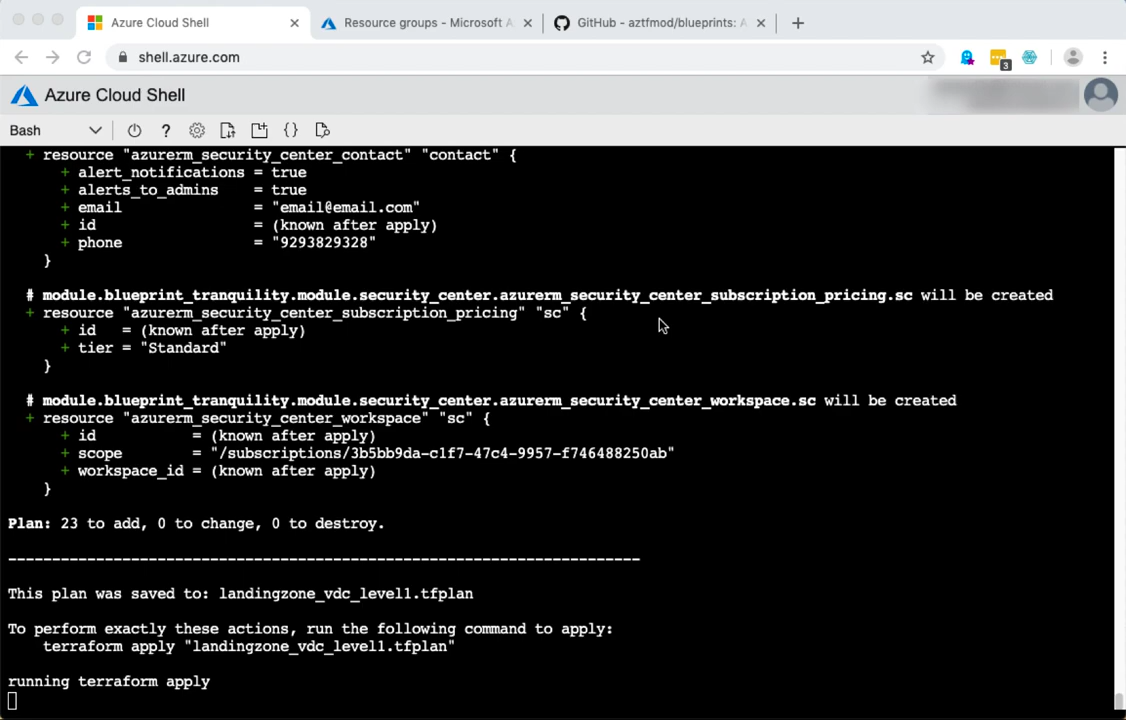 Azure Cloud Shell
Resource groups - Microsoft A
GitHub - aztfmod/blueprints: A
shell.azure.com
3
Azure Cloud Shell
Bash
?
{}
+ resource "azurerm_security_center_contact" "contact" {
+ alert_notifications = true
+ alerts_to_admins = true
+ email = "email@email.com"
+ id = (known after apply)
+ phone = "9293829328"
}
# module.blueprint_tranquility.module.security_center.azurerm_security_center_subscription_pricing.sc will be created
+ resource "azurerm_security_center_subscription_pricing" "sc" {
+ id = (known after apply)
+ tier = "Standard"
}
# module.blueprint_tranquility.module.security_center.azurerm_security_center_workspace.sc will be created
+ resource "azurerm_security_center_workspace" "sc" {
+ id = (known after apply)
+ scope = "/subscriptions/3b5bb9da-c1f7-47c4-9957-f746488250ab"
+ workspace_id = (known after apply)
}
Plan: 23 to add, 0 to change, 0 to destroy.
------------------------------------------------------------------------
This plan was saved to: landingzone_vdc_level1.tfplan
To perform exactly these actions, run the following command to apply:
terraform apply "landingzone_vdc_level1.tfplan"
running terraform apply